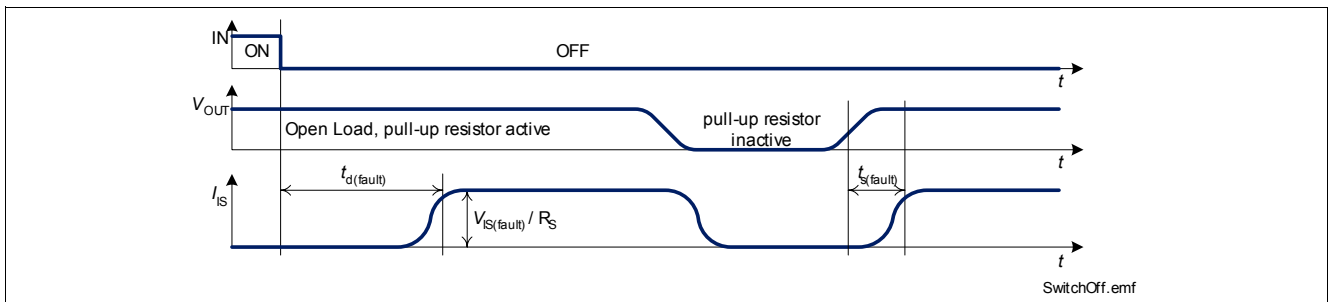 IN
ON
OFF
t
VOUT
Open Load, pull-up resistor active
pull-up resistor
inactive
t
td(fault)
ts(fault)
IIS
VIS(fault) / RS
t
SwitchOff.emf